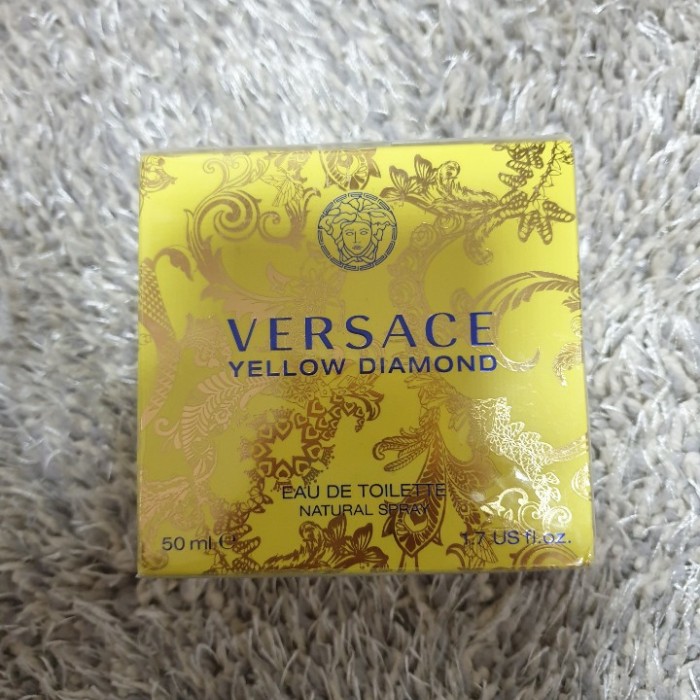 VERSACE
YELLOW DIAMOND
EAU DE TOILETTE
NATURAL SPRAY
50 ml ℮ 1.7 US fl.oz.